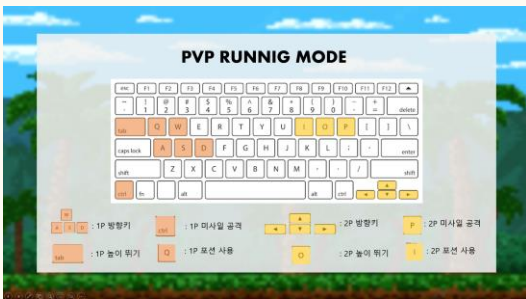 PVP RUNNIG MODE
esc F1 F2 F3 F4 F5 F6 F7 F8 F9 F10 F11 F12
~ ! 1 @ 2 # 3 $ 4 % 5 ^ 6 & 7 * 8 ( 9 ) 0 - + = delete
tab Q W E R T Y U I O P [ ] \
caps lock A S D F G H J K L ; ' enter
shift Z X C V B N M , . / shift
ctrl fn alt alt ctrl
W
A S D : 1P 방향키 ctrl : 1P 미사일 공격 : 2P 방향키 P : 2P 미사일 공격
tab : 1P 높이 뛰기 Q : 1P 포션 사용 O : 2P 높이 뛰기 I : 2P 포션 사용